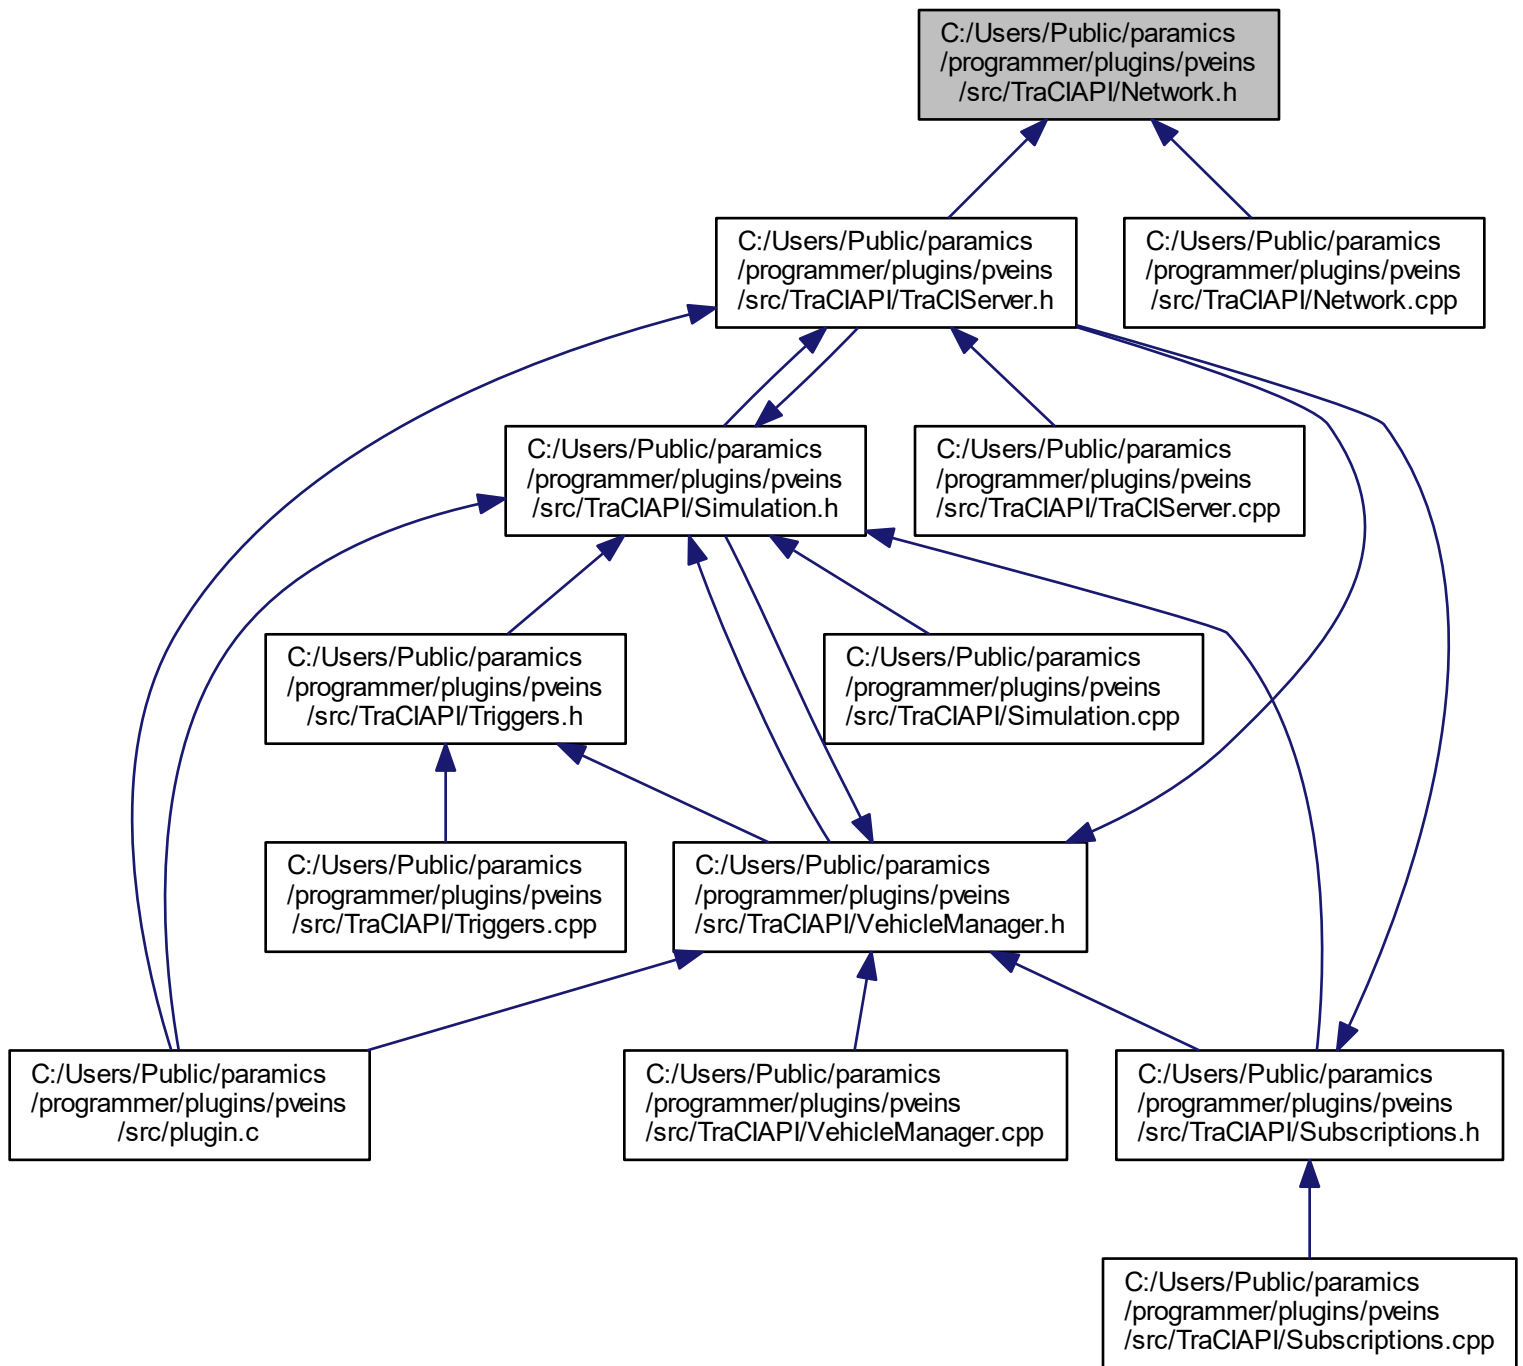 C:/Users/Public/paramics
/programmer/plugins/pveins
/src/TraCIAPI/Network.h
C:/Users/Public/paramics
/programmer/plugins/pveins
/src/TraCIAPI/TraCIServer.h
C:/Users/Public/paramics
/programmer/plugins/pveins
/src/TraCIAPI/Network.cpp
C:/Users/Public/paramics
/programmer/plugins/pveins
/src/TraCIAPI/Simulation.h
C:/Users/Public/paramics
/programmer/plugins/pveins
/src/TraCIAPI/TraCIServer.cpp
C:/Users/Public/paramics
/programmer/plugins/pveins
/src/TraCIAPI/Triggers.h
C:/Users/Public/paramics
/programmer/plugins/pveins
/src/TraCIAPI/Simulation.cpp
C:/Users/Public/paramics
/programmer/plugins/pveins
/src/TraCIAPI/Triggers.cpp
C:/Users/Public/paramics
/programmer/plugins/pveins
/src/TraCIAPI/VehicleManager.h
C:/Users/Public/paramics
/programmer/plugins/pveins
/src/plugin.c
C:/Users/Public/paramics
/programmer/plugins/pveins
/src/TraCIAPI/VehicleManager.cpp
C:/Users/Public/paramics
/programmer/plugins/pveins
/src/TraCIAPI/Subscriptions.h
C:/Users/Public/paramics
/programmer/plugins/pveins
/src/TraCIAPI/Subscriptions.cpp